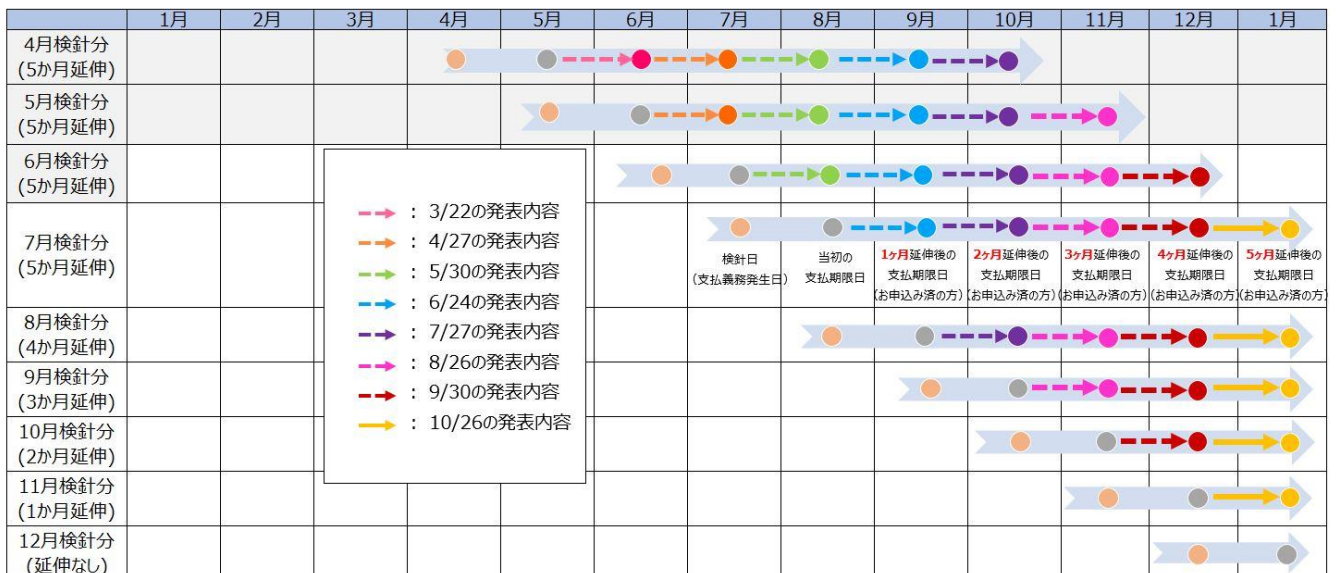 1月 2月 3月 4月 5月 6月 7月 8月 9月 10月 11月 12月 1月
4月検針分
(5か月延伸)
5月検針分
(5か月延伸)
6月検針分
(5か月延伸)
: 3/22の発表内容
: 4/27の発表内容
: 5/30の発表内容
: 6/24の発表内容
: 7/27の発表内容
: 8/26の発表内容
: 9/30の発表内容
: 10/26の発表内容
7月検針分
(5か月延伸)
検針日
(支払義務発生日)
当初の
支払期限日
1ヶ月延伸後の
支払期限日
(お申込み済の方)
2ヶ月延伸後の
支払期限日
(お申込み済の方)
3ヶ月延伸後の
支払期限日
(お申込み済の方)
4ヶ月延伸後の
支払期限日
(お申込み済の方)
5ヶ月延伸後の
支払期限日
(お申込み済の方)
8月検針分
(4か月延伸)
9月検針分
(3か月延伸)
10月検針分
(2か月延伸)
11月検針分
(1か月延伸)
12月検針分
(延伸なし)